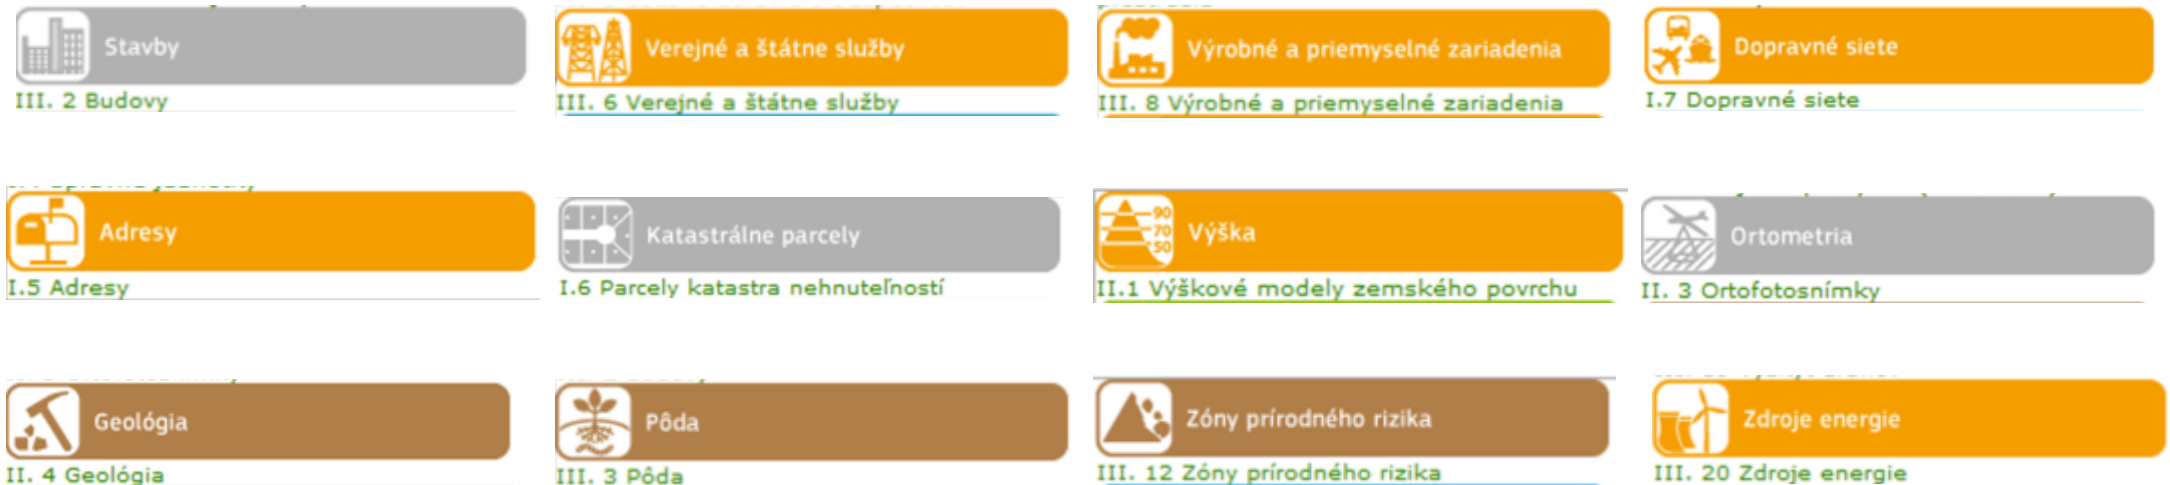 Stavby
III. 2 Budovy
Verejné a štátne služby
III. 6 Verejné a štátne služby
Výrobné a priemyselné zariadenia
III. 8 Výrobné a priemyselné zariadenia
Dopravné siete
I.7 Dopravné siete
Adresy
I.5 Adresy
Katastrálne parcely
I.6 Parcely katastra nehnuteľností
90
70
50
Výška
II.1 Výškové modely zemského povrchu
Ortometria
II. 3 Ortofotosnímky
Geológia
II. 4 Geológia
Pôda
III. 3 Pôda
Zóny prírodného rizika
III. 12 Zóny prírodného rizika
Zdroje energie
III. 20 Zdroje energie